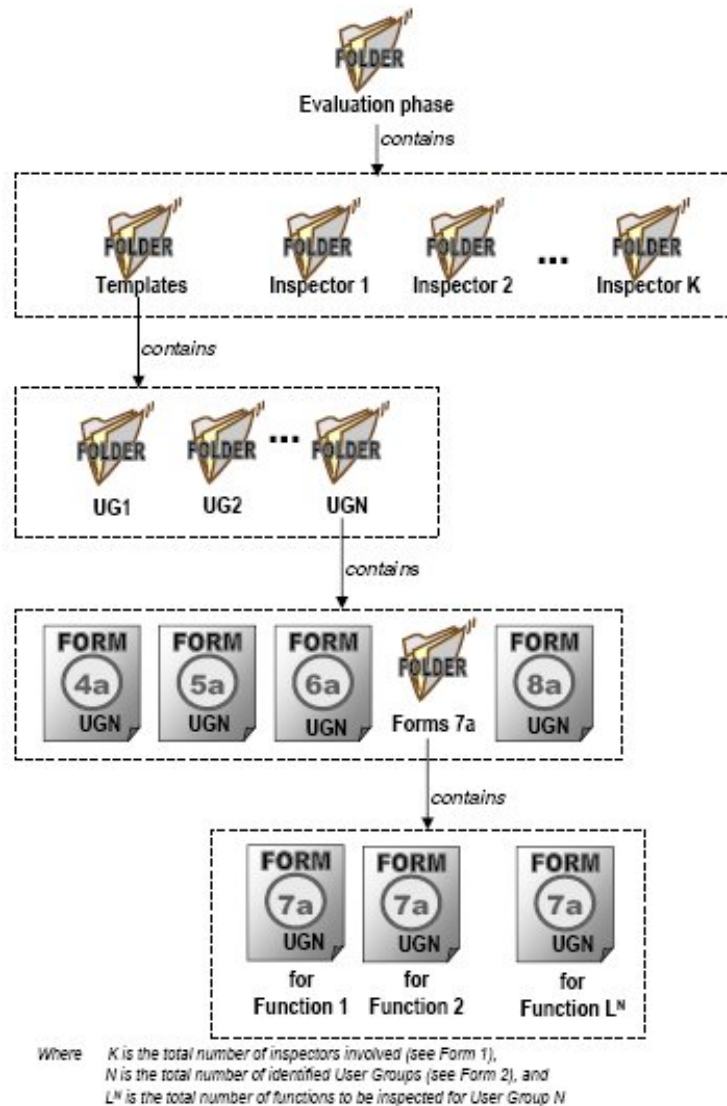 FOLDER
Evaluation phase
contains
FOLDER FOLDER FOLDER ... FOLDER
Templates Inspector 1 Inspector 2 Inspector K
contains
FOLDER FOLDER ... FOLDER
UG1 UG2 UGN
contains
FORM FORM FORM FOLDER FORM
4a 5a 6a 8a
UGN UGN UGN Forms 7a UGN
contains
FORM FORM FORM
7a 7a 7a
UGN UGN UGN
for for for
Function 1 Function 2 Function Lᴺ
Where K is the total number of inspectors involved (see Form 1),
N is the total number of identified User Groups (see Form 2), and
Lᴺ is the total number of functions to be inspected for User Group N